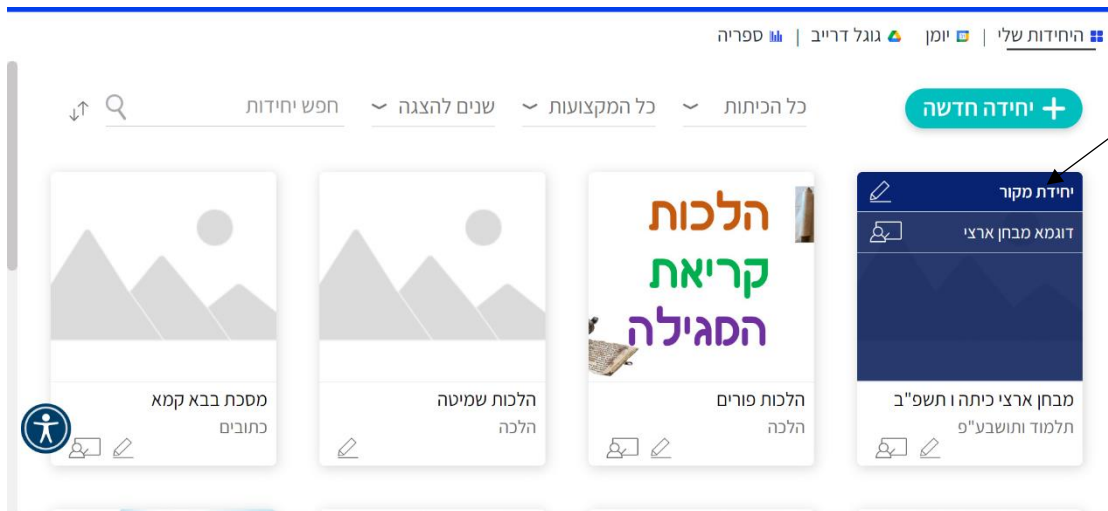 היחידות שלי | יומן גוגל דרייב | ספריה
+ יחידה חדשה
כל הכיתות
כל המקצועות
שנים להצגה
חפש יחידות
יחידת מקור
דוגמא מבחן ארצי
מבחן ארצי כיתה ו תשפ"ב
תלמוד ותושבע"פ
הלכות
קריאת
המגילה
הלכות פורים
הלכה
הלכות שמיטה
הלכה
מסכת בבא קמא
כתובים